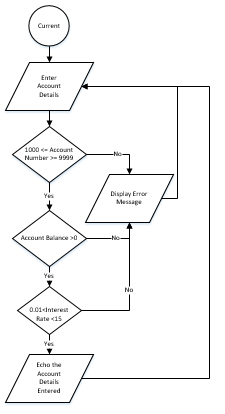 Current
Enter
Account
Details
1000 <= Account
Number >= 9999
No
Yes
Display Error
Message
Account Balance >0
No
Yes
No
0.01<Interest
Rate <15
Yes
Echo the
Account
Details
Entered